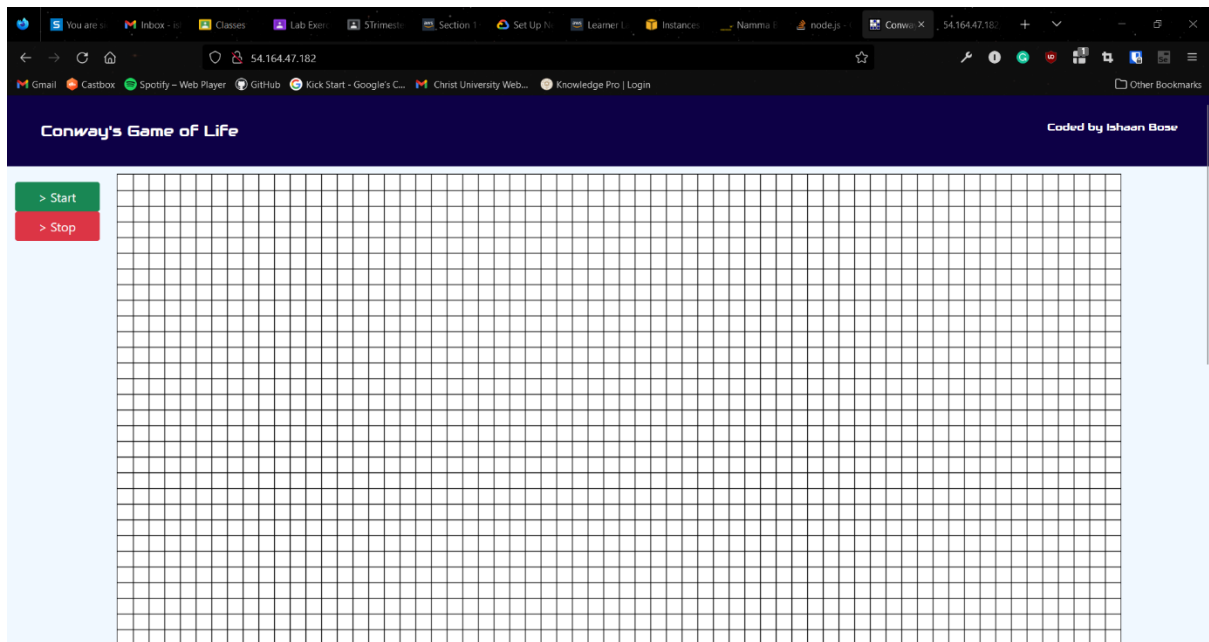 You are s Inbox - is Classes Lab Exer 5Trimeste Section 1 Set Up N Learner L Instances Namma node.js - Conwa 54.164.47.182
54.164.47.182
Gmail Castbox Spotify – Web Player GitHub Kick Start - Google's C... Christ University Web... Knowledge Pro | Login Other Bookmarks
Conway's Game of Life
Coded by Ishaan Bose
> Start
> Stop